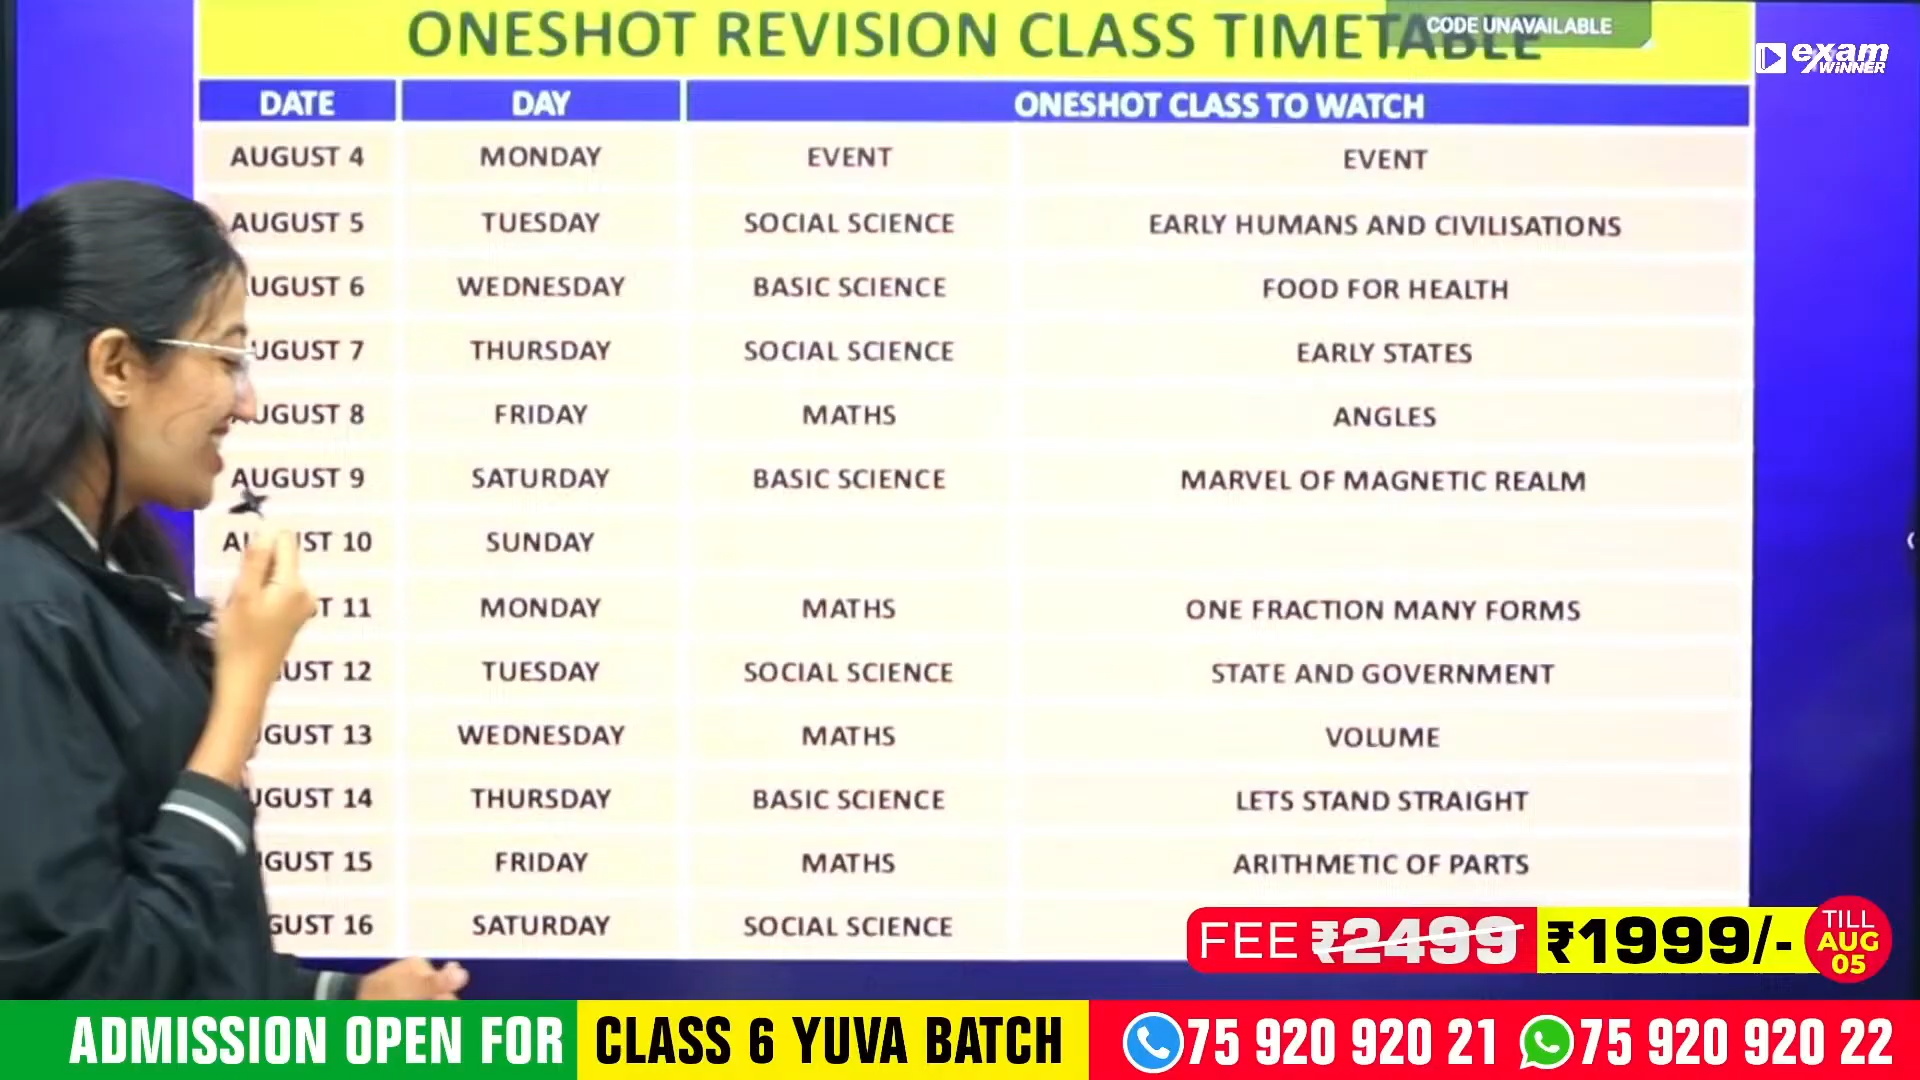 ONESHOT REVISION CLASS TIMETABLE
CODE UNAVAILABLE
exam
WINNER
DATE DAY ONESHOT CLASS TO WATCH
AUGUST 4 MONDAY EVENT EVENT
AUGUST 5 TUESDAY SOCIAL SCIENCE EARLY HUMANS AND CIVILISATIONS
UGUST 6 WEDNESDAY BASIC SCIENCE FOOD FOR HEALTH
UGUST 7 THURSDAY SOCIAL SCIENCE EARLY STATES
UGUST 8 FRIDAY MATHS ANGLES
AUGUST 9 SATURDAY BASIC SCIENCE MARVEL OF MAGNETIC REALM
AUGUST 10 SUNDAY
T 11 MONDAY MATHS ONE FRACTION MANY FORMS
UST 12 TUESDAY SOCIAL SCIENCE STATE AND GOVERNMENT
GUST 13 WEDNESDAY MATHS VOLUME
UGUST 14 THURSDAY BASIC SCIENCE LETS STAND STRAIGHT
GUST 15 FRIDAY MATHS ARITHMETIC OF PARTS
GUST 16 SATURDAY SOCIAL SCIENCE
FEE ₹2499 ₹1999/-
TILL
AUG
05
ADMISSION OPEN FOR CLASS 6 YUVA BATCH 75 920 920 21 75 920 920 22